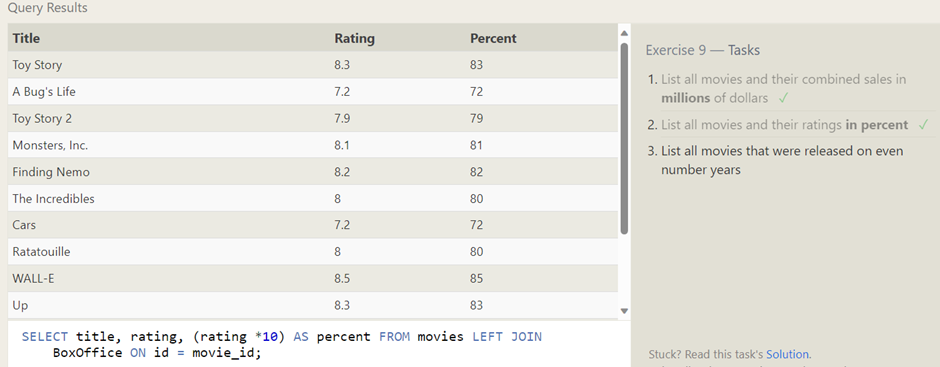 Query Results
Title Rating Percent
Toy Story 8.3 83
A Bug's Life 7.2 72
Toy Story 2 7.9 79
Monsters, Inc. 8.1 81
Finding Nemo 8.2 82
The Incredibles 8 80
Cars 7.2 72
Ratatouille 8 80
WALL-E 8.5 85
Up 8.3 83
SELECT title, rating, (rating *10) AS percent FROM movies LEFT JOIN
BoxOffice ON id = movie_id;
Exercise 9 — Tasks
1. List all movies and their combined sales in
millions of dollars ✓
2. List all movies and their ratings in percent ✓
3. List all movies that were released on even
number years
Stuck? Read this task's Solution.